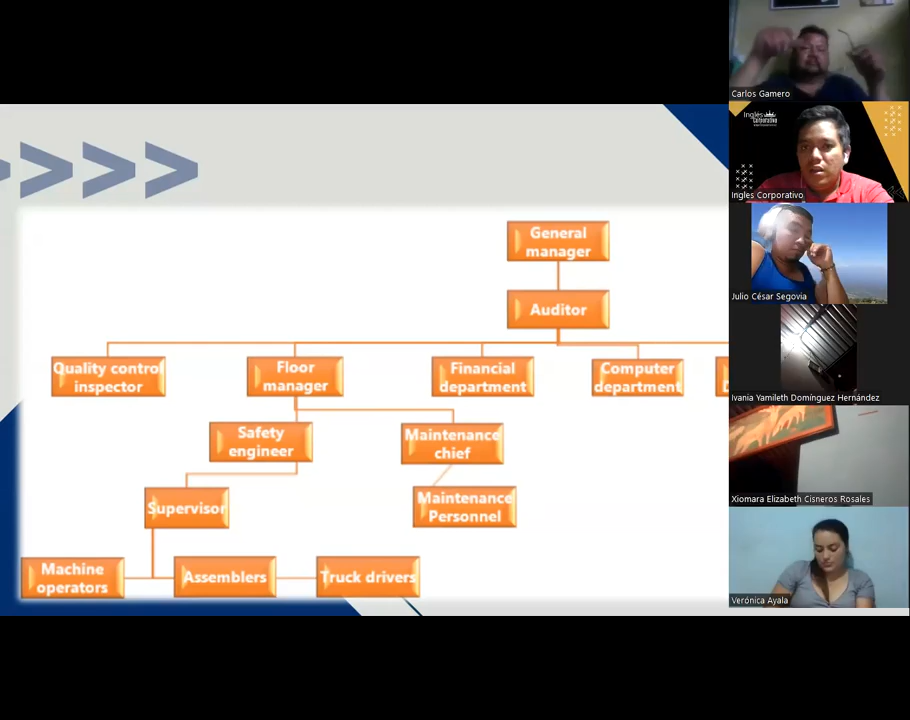 General
manager
Auditor
Quality control
inspector
Floor
manager
Financial
department
Computer
department
Safety
engineer
Maintenance
chief
Supervisor
Maintenance
Personnel
Machine
operators
Assemblers
Truck drivers
Carlos Gamero
Inglés
Corporativo
Ingles Corporativo
Julio César Segovia
Ivania Yamileth Domínguez Hernández
Xiomara Elizabeth Cisneros Rosales
Verónica Ayala